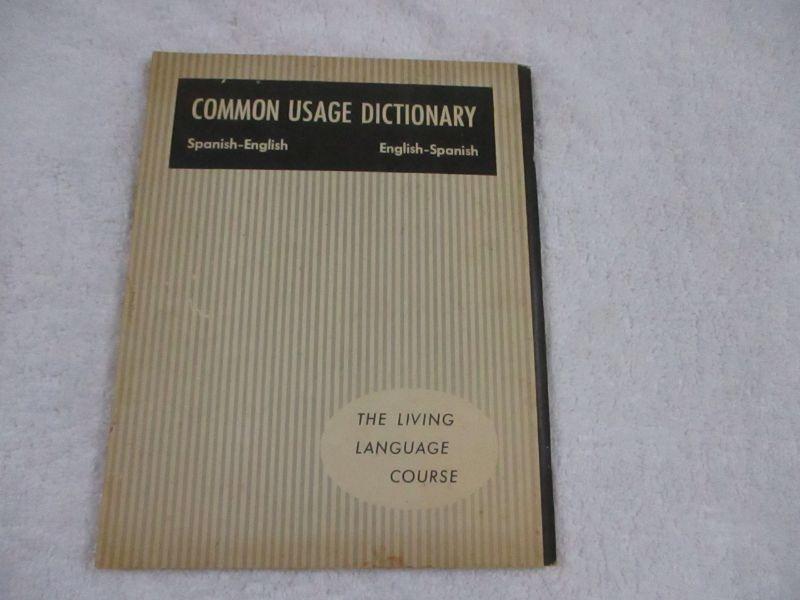 COMMON USAGE DICTIONARY
Spanish-English English-Spanish
THE LIVING
LANGUAGE
COURSE